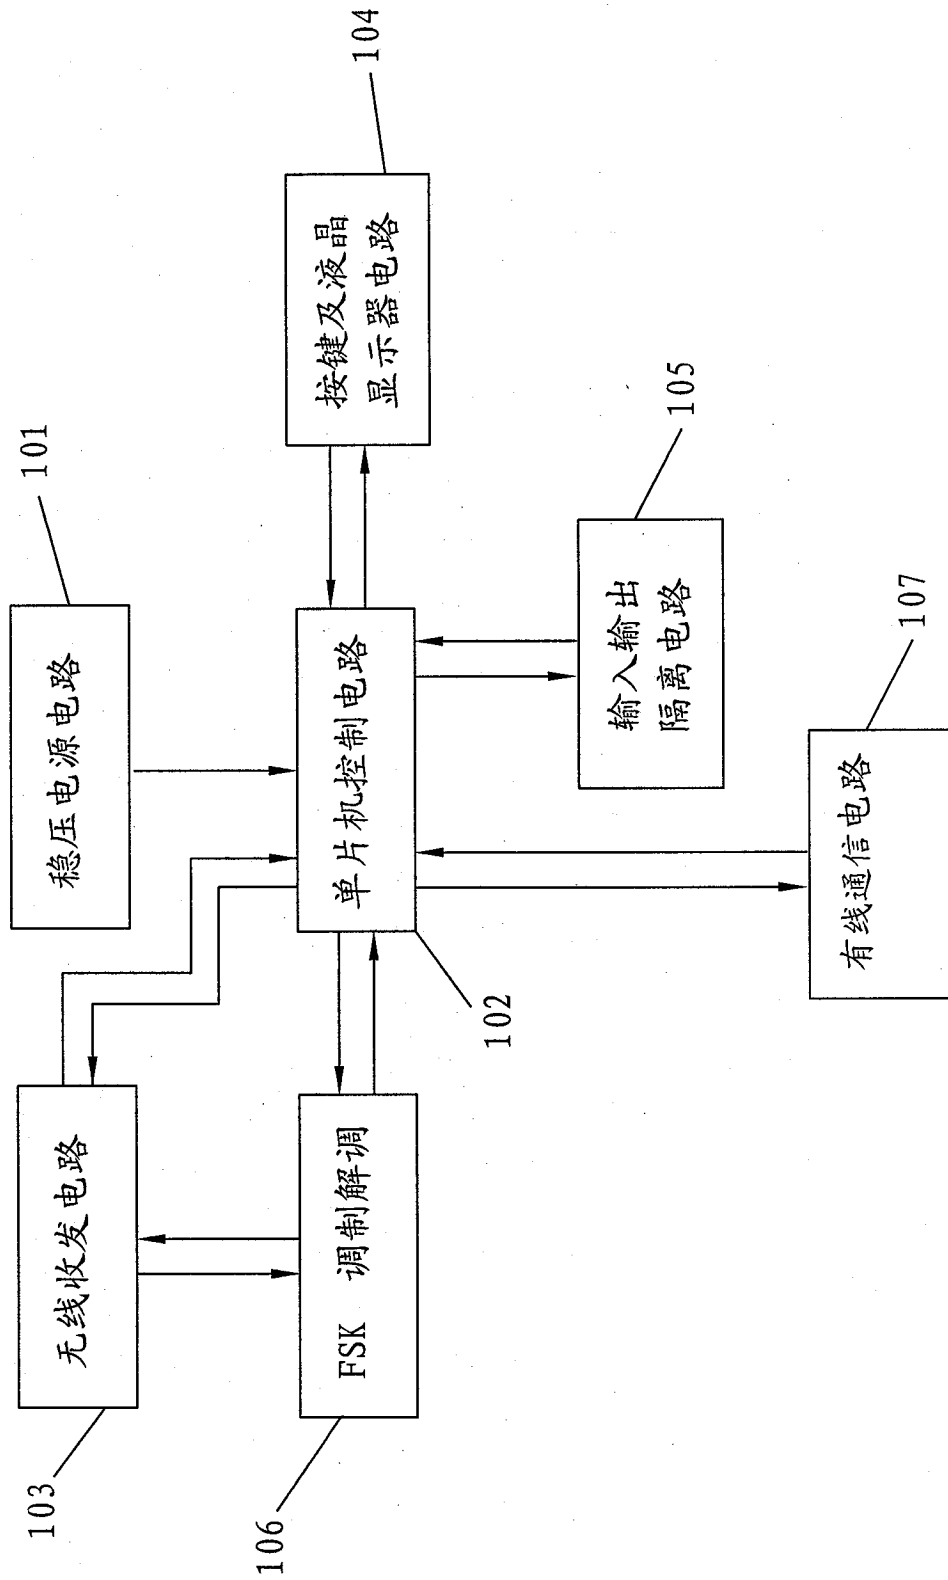 103
无线收发电路
稳压电源电路
101
106
FSK 调制解调
102
单片机控制电路
按键及液晶
显示器电路
104
输入输出
隔离电路
105
有线通信电路
107